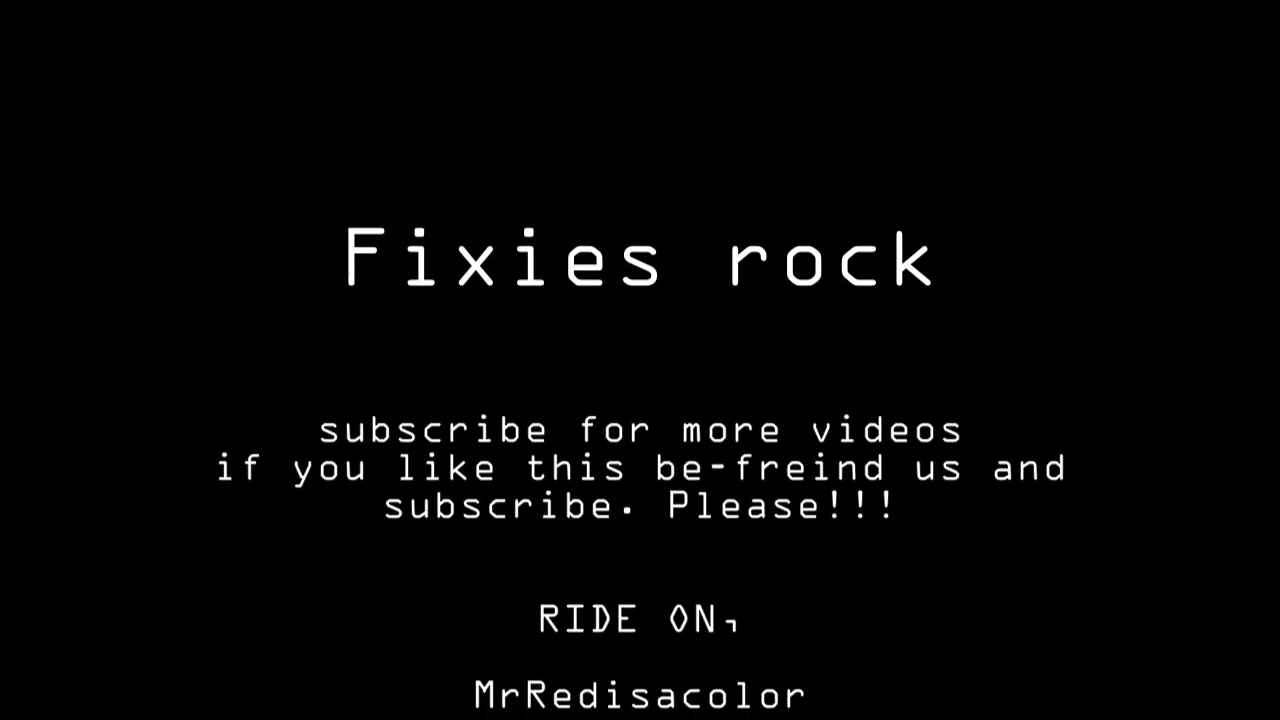 Fixies rock
subscribe for more videos
if you like this be-freind us and
subscribe. Please!!!
RIDE ON,
MrRedisacolor